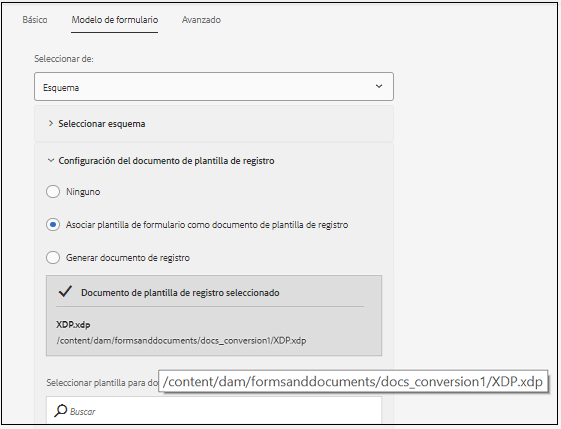 Básico Modelo de formulario Avanzado
Seleccionar de:
Esquema
Seleccionar esquema
Configuración del documento de plantilla de registro
Ninguno
Asociar plantilla de formulario como documento de plantilla de registro
Generar documento de registro
Documento de plantilla de registro seleccionado
XDP.xdp
/content/dam/formsanddocuments/docs_conversion1/XDP.xdp
Seleccionar plantilla para do
/content/dam/formsanddocuments/docs_conversion1/XDP.xdp
Buscar